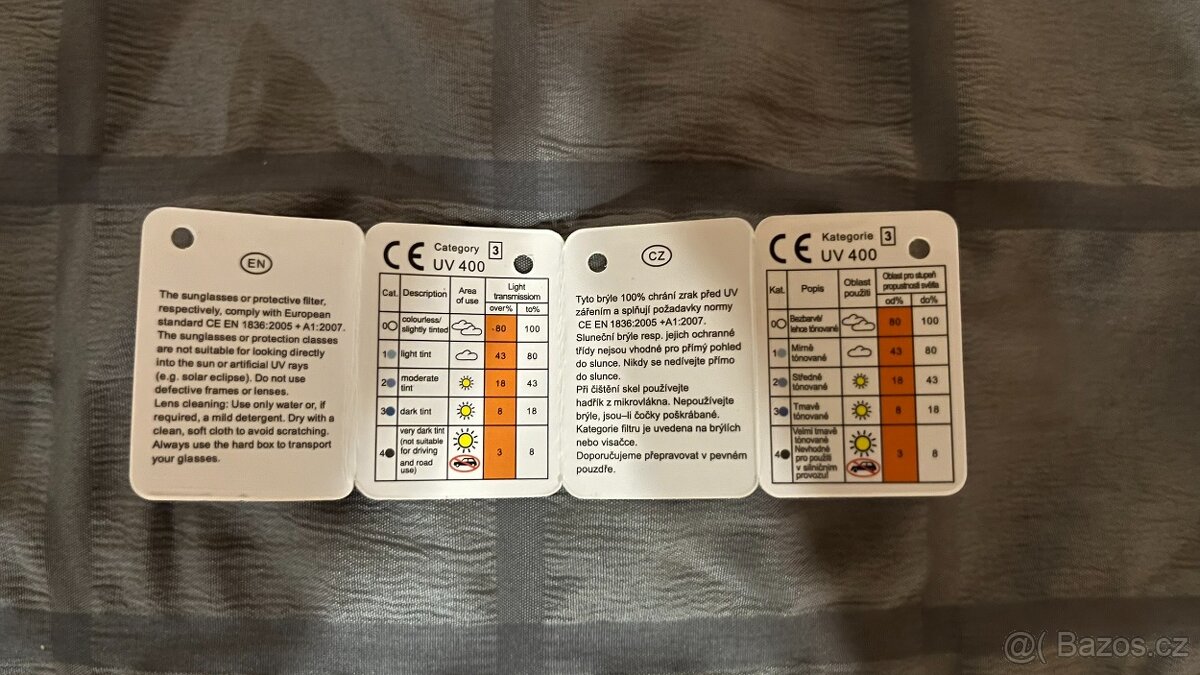 EN
The sunglasses or protective filter,
respectively, comply with European
standard CE EN 1836:2005 + A1:2007.
The sunglasses or protection classes
are not suitable for looking directly
into the sun or artificial UV rays
(e.g. solar eclipse). Do not use
defective frames or lenses.
Lens cleaning: Use only water or, if
required, a mild detergent. Dry with a
clean, soft cloth to avoid scratching.
Always use the hard box to transport
your glasses.
CE Category 3
UV 400
Cat. Description Area of use Light transmissiom
over% to%
0 colourless/ slightly tinted 80 100
1 light tint 43 80
2 moderate tint 18 43
3 dark tint 8 18
4 very dark tint (not suitable for driving and road use) 3 8
CZ
Tyto brýle 100% chrání zrak před UV
zářením a splňují požadavky normy
CE EN 1836:2005 +A1:2007.
Sluneční brýle resp. jejich ochranné
třídy nejsou vhodné pro přímý pohled
do slunce. Nikdy se nedívejte přímo
do slunce.
Při čištění skel používejte
hadřík z mikrovlákna. Nepoužívejte
brýle, jsou–li čočky poškrábané.
Kategorie filtru je uvedena na brýlích
nebo visačce.
Doporučujeme přepravovat v pevném
pouzdře.
CE Kategorie 3
UV 400
Kat. Popis Oblast použití Oblast pro stupeň propustnosti světla
od% do%
0 Bezbarvé/ lehce tónované 80 100
1 Mírně tónované 43 80
2 Středně tónované 18 43
3 Tmavě tónované 8 18
4 Velmi tmavě tónované Nevhodné pro použití v silničním provozu! 3 8
@( Bazos.cz